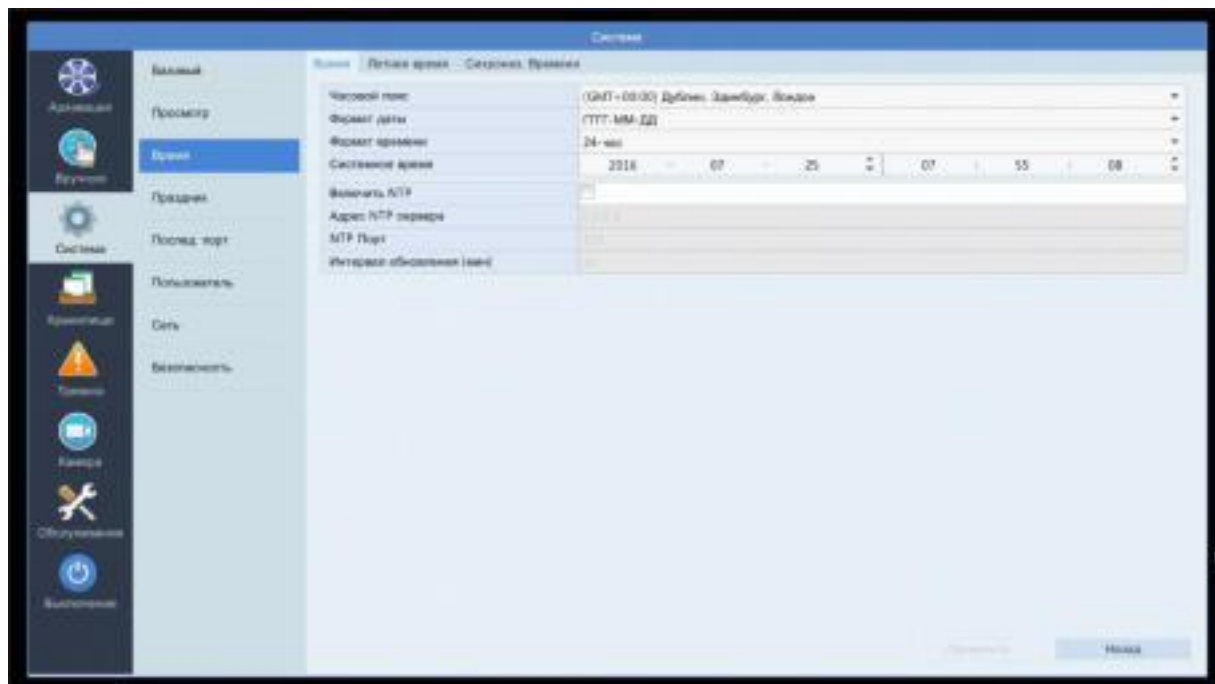 Система
Архивация
Вручную
Система
Хранилище
Тревога
Камера
Обслуживание
Выключение
Базовый
Просмотр
Время
Праздник
Послед. порт
Пользователь
Сеть
Безопасность
Время Летнее время Синхрониз. Времени
Часовой пояс (GMT+00:00) Дублин, Эдинбург, Лондон
Формат даты ГГГГ-ММ-ДД
Формат времени 24-час
Системное время 2016 - 07 - 25 07 : 55 : 08
Включить NTP
Адрес NTP сервера
NTP Порт
Интервал обновления (мин)
Применить Назад